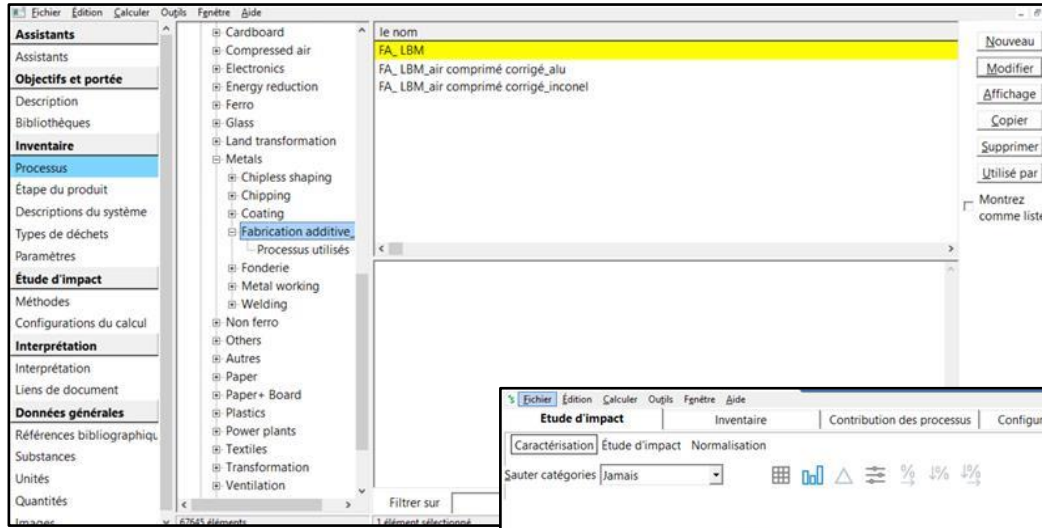 Fichier Édition Calculer Outils Fenêtre Aide
Assistants
Assistants
Objectifs et portée
Description
Bibliothèques
Inventaire
Processus
Étape du produit
Descriptions du système
Types de déchets
Paramètres
Étude d'impact
Méthodes
Configurations du calcul
Interprétation
Interprétation
Liens de document
Données générales
Références bibliographiqu
Substances
Unités
Quantités
Images
Cardboard
Compressed air
Electronics
Energy reduction
Ferro
Glass
Land transformation
Metals
Chipless shaping
Chipping
Coating
Fabrication additive_
Processus utilisés
Fonderie
Metal working
Welding
Non ferro
Others
Autres
Paper
Paper+ Board
Plastics
Power plants
Textiles
Transformation
Ventilation
67645 éléments
le nom
FA_ LBM
FA_ LBM_air comprimé corrigé_alu
FA_ LBM_air comprimé corrigé_inconel
Filtrer sur
1 élément sélectionné
Nouveau
Modifier
Affichage
Copier
Supprimer
Utilisé par
Montrez
comme liste
Fichier Édition Calculer Outils Fenêtre Aide
Etude d'impact Inventaire Contribution des processus Configur
Caractérisation Étude d'impact Normalisation
Sauter catégories Jamais